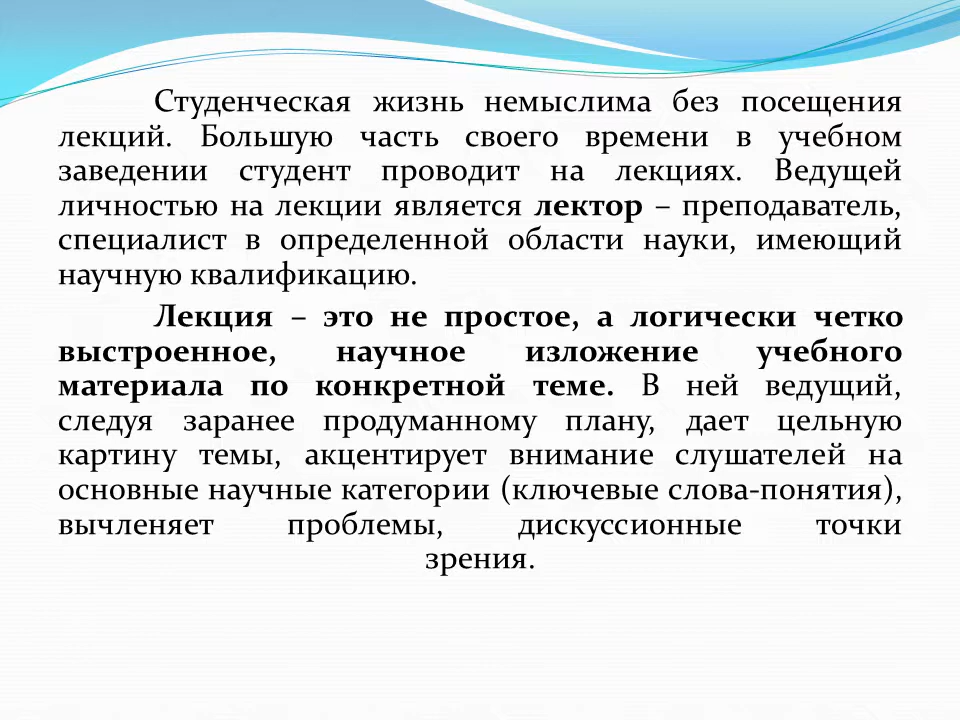 Студенческая жизнь немыслима без посещения
лекций. Большую часть своего времени в учебном
заведении студент проводит на лекциях. Ведущей
личностью на лекции является лектор – преподаватель,
специалист в определенной области науки, имеющий
научную квалификацию.
Лекция – это не простое, а логически четко
выстроенное, научное изложение учебного
материала по конкретной теме. В ней ведущий,
следуя заранее продуманному плану, дает цельную
картину темы, акцентирует внимание слушателей на
основные научные категории (ключевые слова-понятия),
вычленяет проблемы, дискуссионные точки
зрения.